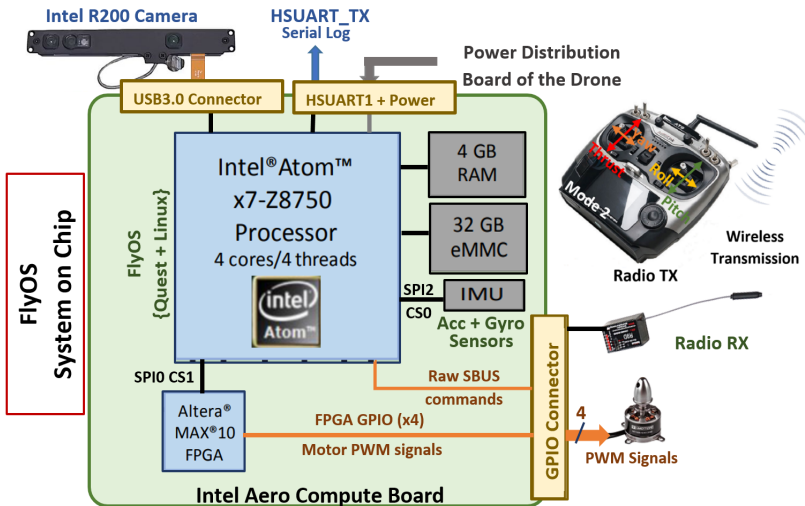 Intel R200 Camera
HSUART_TX
Serial Log
Power Distribution
Board of the Drone
USB3.0 Connector
HSUART1 + Power
FlyOS
System on Chip
FlyOS
{Quest + Linux}
Intel®Atom™
x7-Z8750
Processor
4 cores/4 threads
intel
Atom™
4 GB
RAM
32 GB
eMMC
SPI2
CS0
IMU
Acc + Gyro
Sensors
Yaw
Thrust
Roll
Pitch
Mode-2
Radio TX
Wireless
Transmission
Radio RX
SPI0 CS1
Raw SBUS
commands
Altera®
MAX®10
FPGA
FPGA GPIO (x4)
Motor PWM signals
GPIO Connector
4
PWM Signals
Intel Aero Compute Board